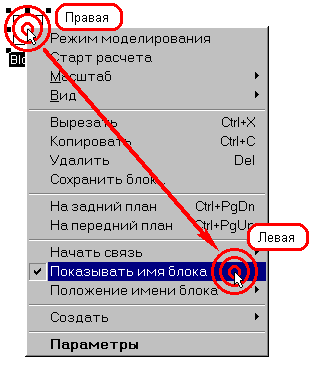 Правая
Режим моделирования
Blo
Старт расчета
Масштаб
Вид
Вырезать Ctrl+X
Копировать Ctrl+C
Удалить Del
Сохранить блок...
На задний план Ctrl+PgDn
На передний план Ctrl+PgUp
Левая
Начать связь
Показывать имя блока
Положение имени блока
Создать
Параметры